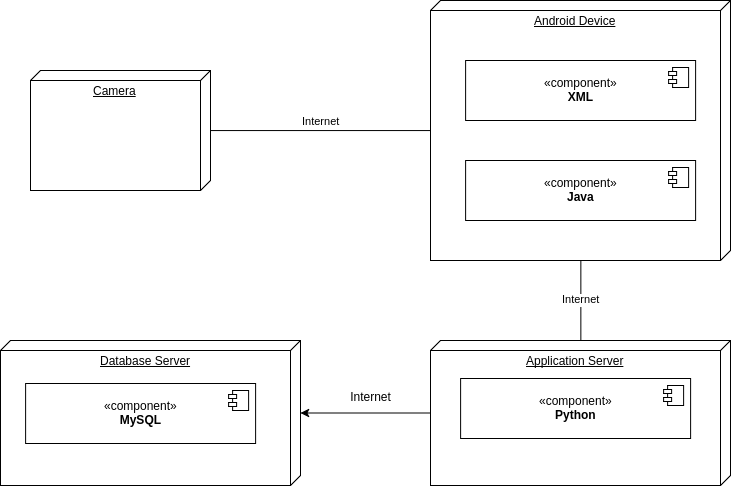 Android Device
«component»
XML
Camera
Internet
«component»
Java
Internet
Database Server
«component»
MySQL
Internet
Application Server
«component»
Python